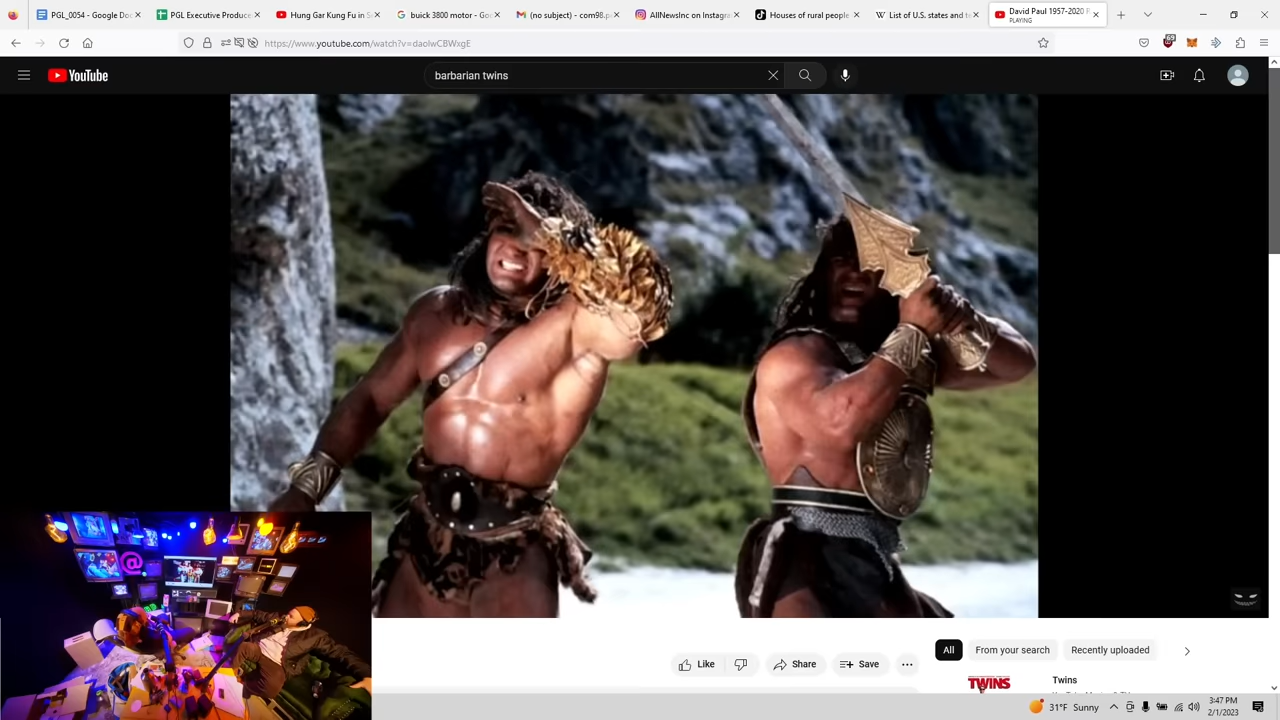 PGL_0054 - Google Docs
PGL Executive Produce
Hung Gar Kung Fu in S
buick 3800 motor - Goo
(no subject) - com98.p
AllNewsInc on Instagr
Houses of rural people
List of U.S. states and t
David Paul 1957-2020 R
PLAYING
https://www.youtube.com/watch?v=daolwCBWxgE
69
YouTube
barbarian twins
@
Like
Share
Save
All
From your search
Recently uploaded
TWINS
Twins
31°F Sunny
3:47 PM
2/1/2023